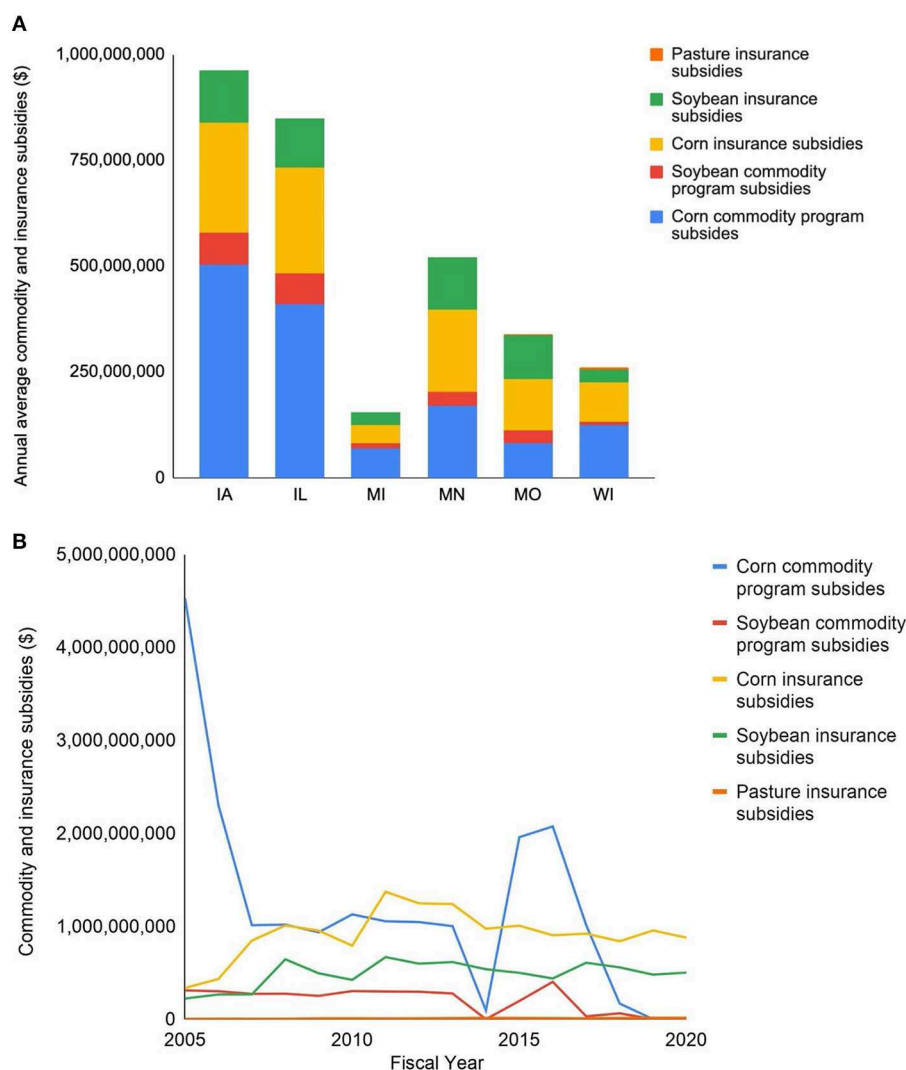 A
Annual average commodity and insurance subsidies ($)
1,000,000,000
750,000,000
500,000,000
250,000,000
0
IA
IL
MI
MN
MO
WI
Pasture insurance
subsidies
Soybean insurance
subsidies
Corn insurance subsidies
Soybean commodity
program subsidies
Corn commodity program
subsides
B
Commodity and insurance subsidies ($)
5,000,000,000
4,000,000,000
3,000,000,000
2,000,000,000
1,000,000,000
0
2005
2010
2015
2020
Fiscal Year
Corn commodity
program subsides
Soybean commodity
program subsidies
Corn insurance
subsidies
Soybean insurance
subsidies
Pasture insurance
subsidies